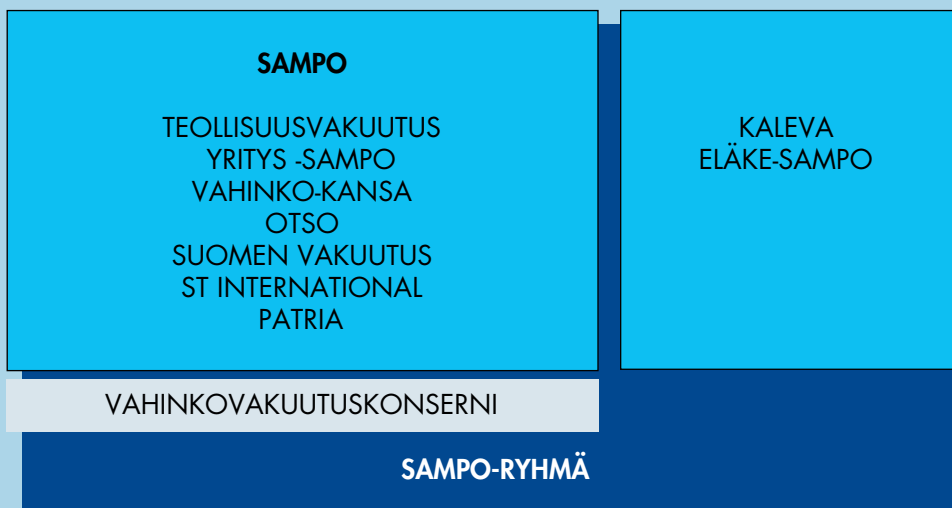 SAMPO
TEOLLISUUSVAKUUTUS
YRITYS -SAMPO
VAHINKO-KANSA
OTSO
SUOMEN VAKUUTUS
ST INTERNATIONAL
PATRIA
KALEVA
ELÄKE-SAMPO
VAHINKOVAKUUTUSKONSERNI
SAMPO-RYHMÄ